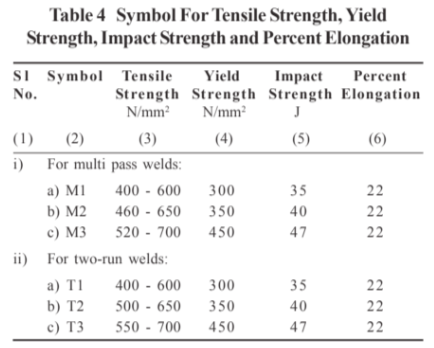 Table 4 Symbol For Tensile Strength, Yield
Strength, Impact Strength and Percent Elongation
SI Symbol Tensile Yield Impact Percent
No. Strength Strength Strength Elongation
N/mm² N/mm² J
(1) (2) (3) (4) (5) (6)
i) For multi pass welds:
a) M1 400 - 600 300 35 22
b) M2 460 - 650 350 40 22
c) M3 520 - 700 450 47 22
ii) For two-run welds:
a) T1 400 - 600 300 35 22
b) T2 500 - 650 350 40 22
c) T3 550 - 700 450 47 22